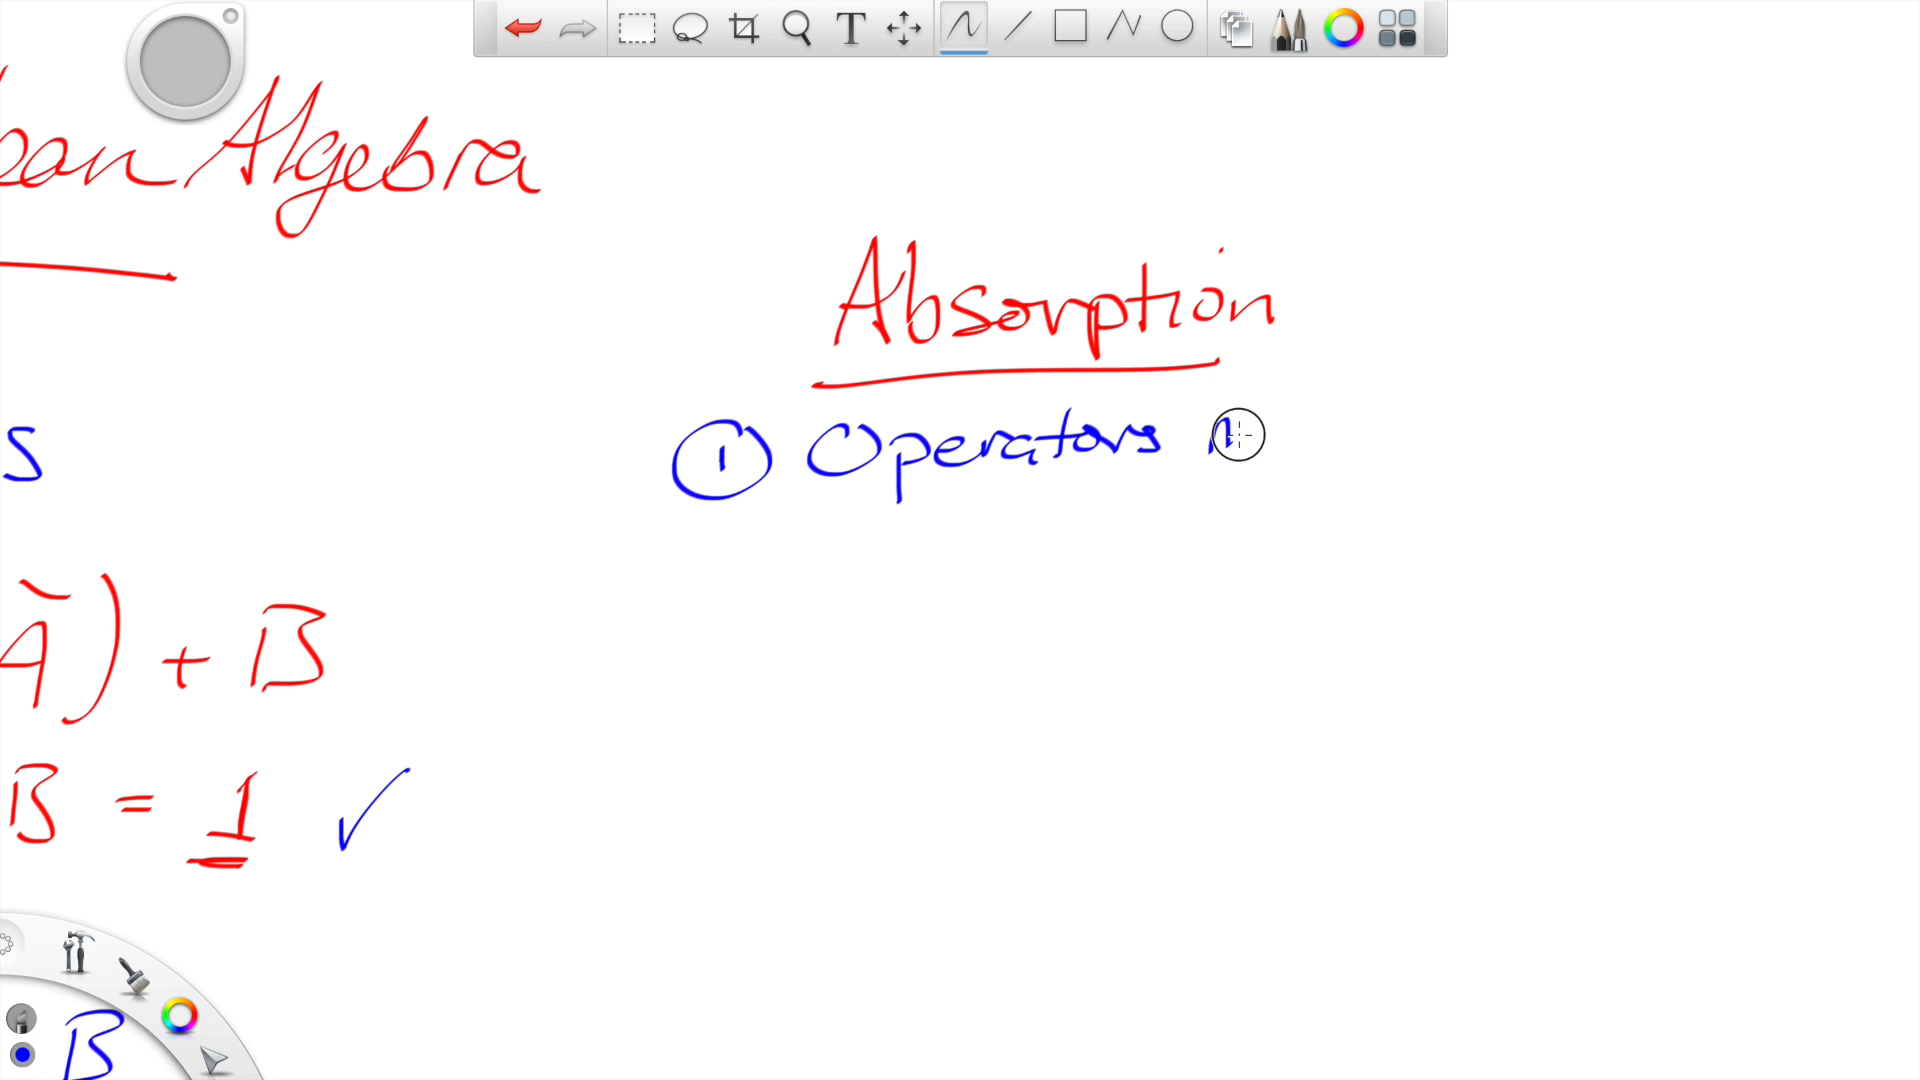 ean Algebra
Absorption
① Operators
s
Ā) + B
B = 1 ✓
B